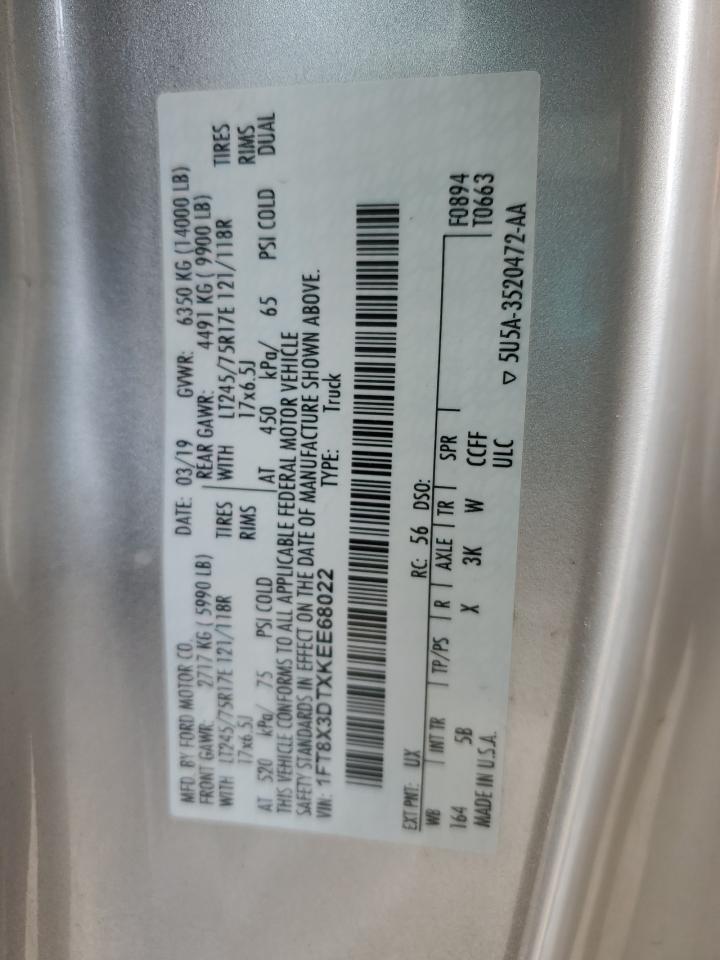 MFD. BY FORD MOTOR CO. DATE: 03/19 GVWR: 6350 KG (14000 LB)
FRONT GAWR: 2717 KG ( 5990 LB) REAR GAWR: 4491 KG ( 9900 LB)
WITH LT245/75R17E 121/118R TIRES WITH LT245/75R17E 121/118R TIRES
17x6.5J RIMS 17x6.5J RIMS
AT 520 kPa/ 75 PSI COLD AT 450 kPa/ 65 PSI COLD DUAL
THIS VEHICLE CONFORMS TO ALL APPLICABLE FEDERAL MOTOR VEHICLE
SAFETY STANDARDS IN EFFECT ON THE DATE OF MANUFACTURE SHOWN ABOVE.
VIN: 1FT8X3DTXKEE68022 TYPE: Truck
EXT PNT: UX RC: 56 DSO:
WB INT TR TP/PS R AXLE TR SPR F0894
164 5B X 3K W CCFF T0663
MADE IN U.S.A. ULC
▽ 5U5A-3520472-AA